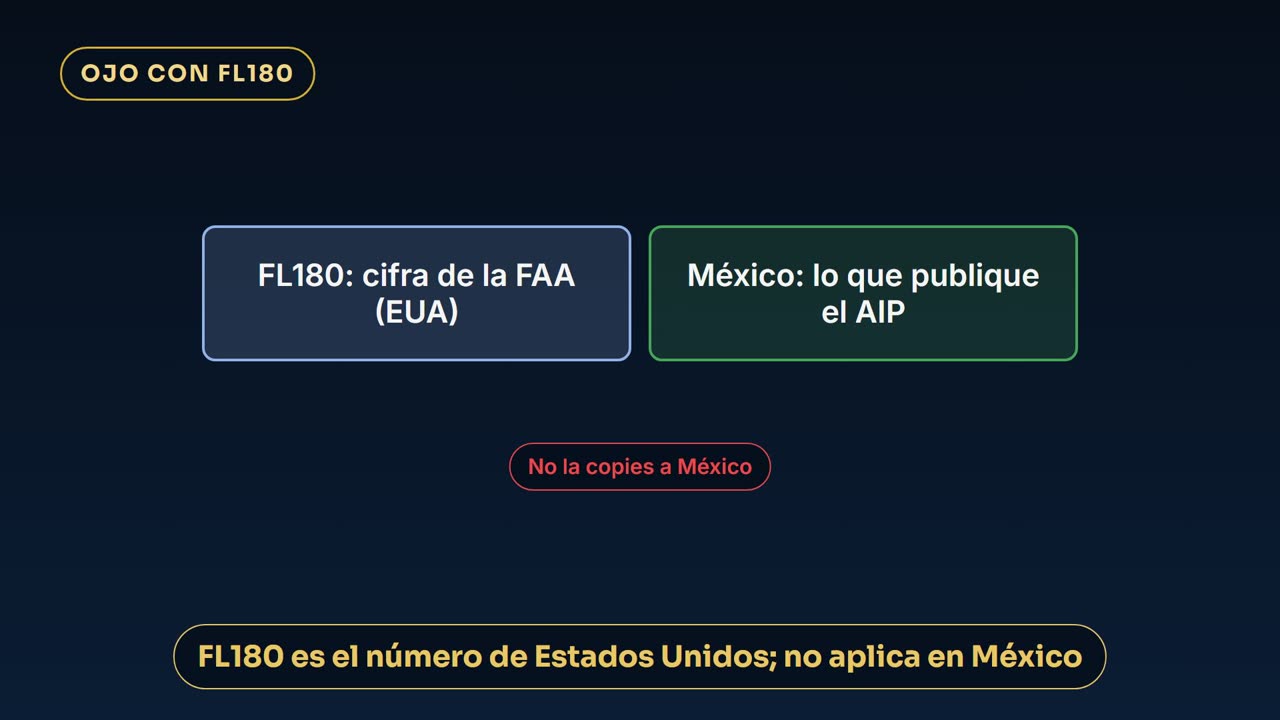 OJO CON FL180
FL180: cifra de la FAA
(EUA)
México: lo que publique
el AIP
No la copies a México
FL180 es el número de Estados Unidos; no aplica en México